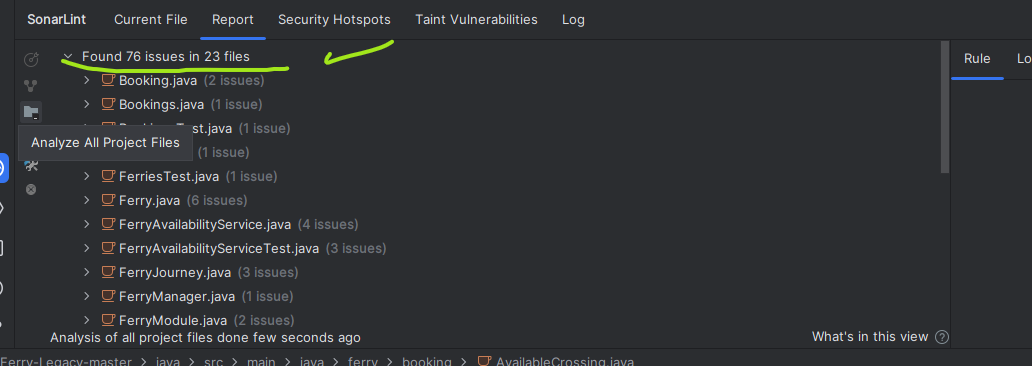 SonarLint Current File Report Security Hotspots Taint Vulnerabilities Log
Found 76 issues in 23 files
Rule Lo
Booking.java (2 issues)
Bookings.java (1 issue)
Test.java (1 issue)
Analyze All Project Files
(1 issue)
FerriesTest.java (1 issue)
Ferry.java (6 issues)
FerryAvailabilityService.java (4 issues)
FerryAvailabilityServiceTest.java (3 issues)
FerryJourney.java (3 issues)
FerryManager.java (1 issue)
FerryModule.java (2 issues)
Analysis of all project files done few seconds ago What's in this view ?
Ferry-Legacy-master > java > src > main > java > ferry > booking > AvailableCrossing.java